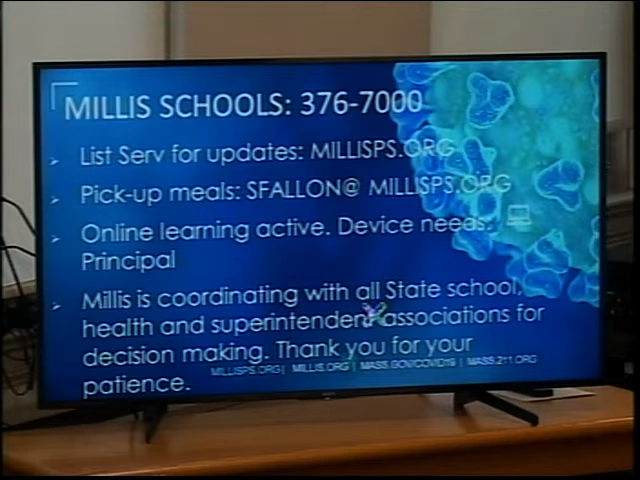 MILLIS SCHOOLS: 376-7000
List Serv for updates: MILLISPS.ORG
Pick-up meals: SFALLON@ MILLISPS.ORG
Online learning active. Device needs:
Principal
Millis is coordinating with all State school,
health and superintendent associations for
decision making. Thank you for your
patience.
MILLISPS.ORG | MILLIS.ORG | MASS.GOV/COVID19 | MASS.211.ORG